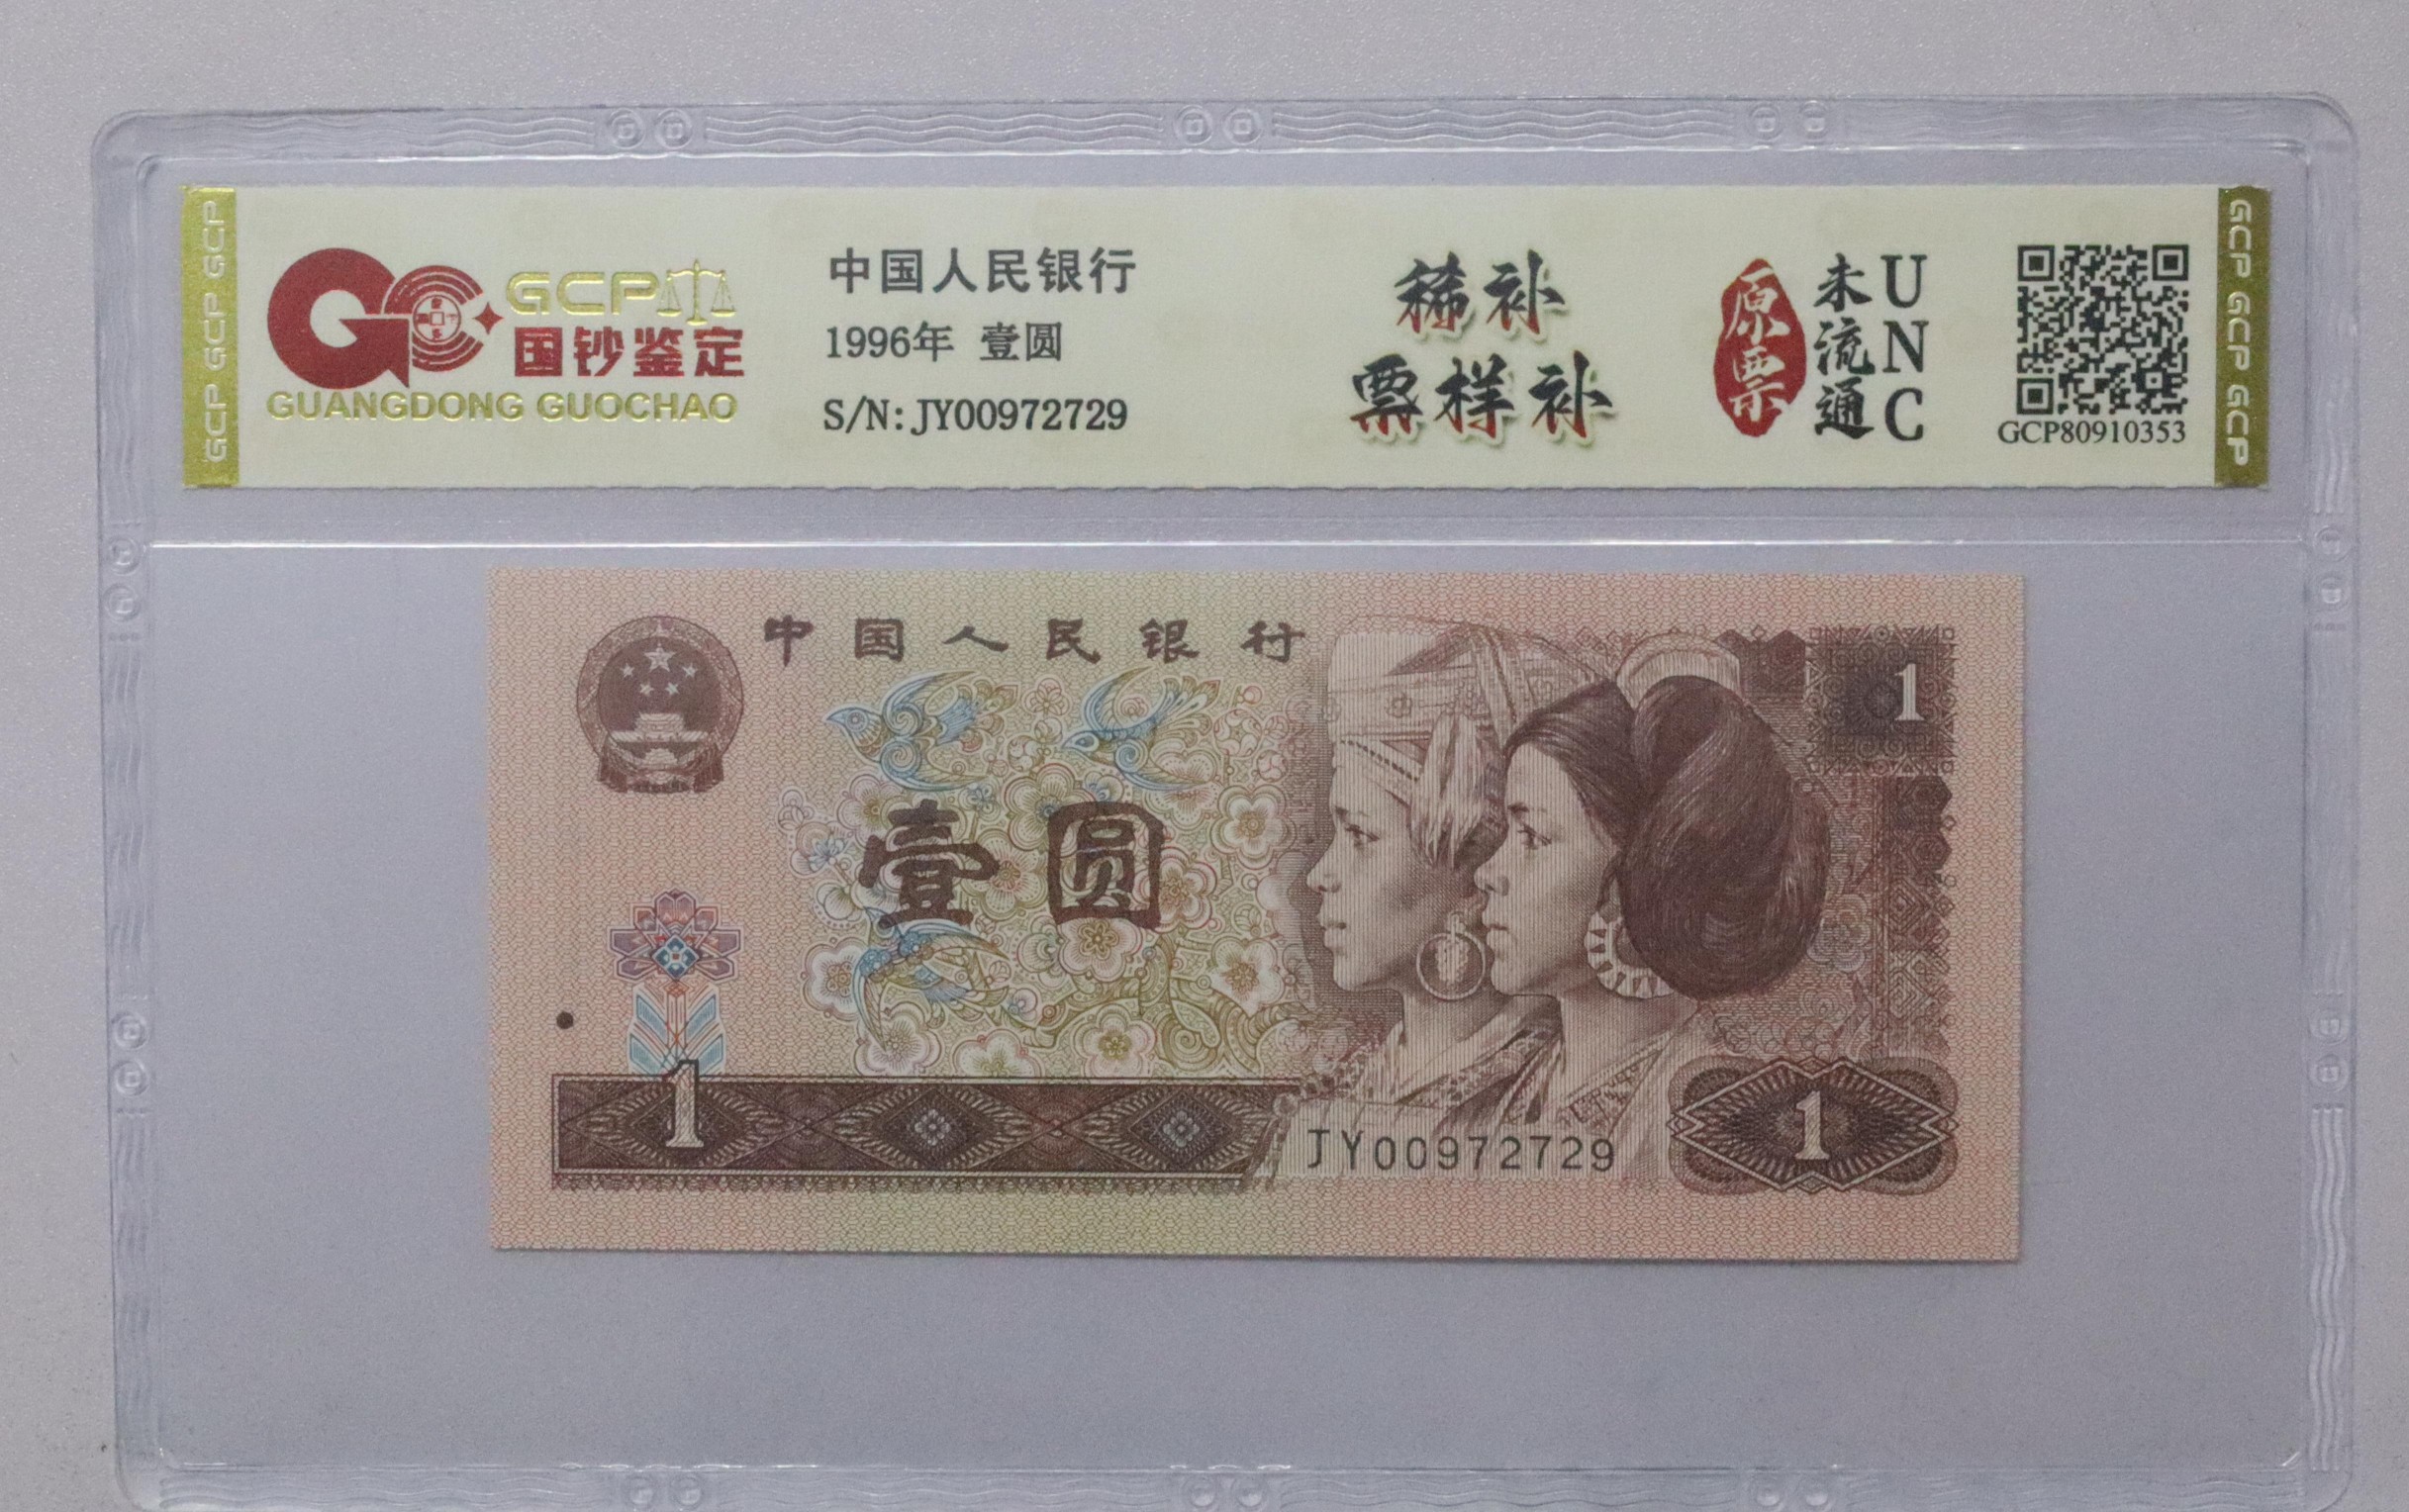 GCP GCP GCP
GCP
国钞鉴定
GUANGDONG GUOCHAO
中国人民银行
1996年 壹圆
S/N: JY00972729
稀补
票样补
原票
未流通
UNC
GCP80910353
GCP GCP GCP
中国人民银行
1
壹圆
1
JY00972729
1